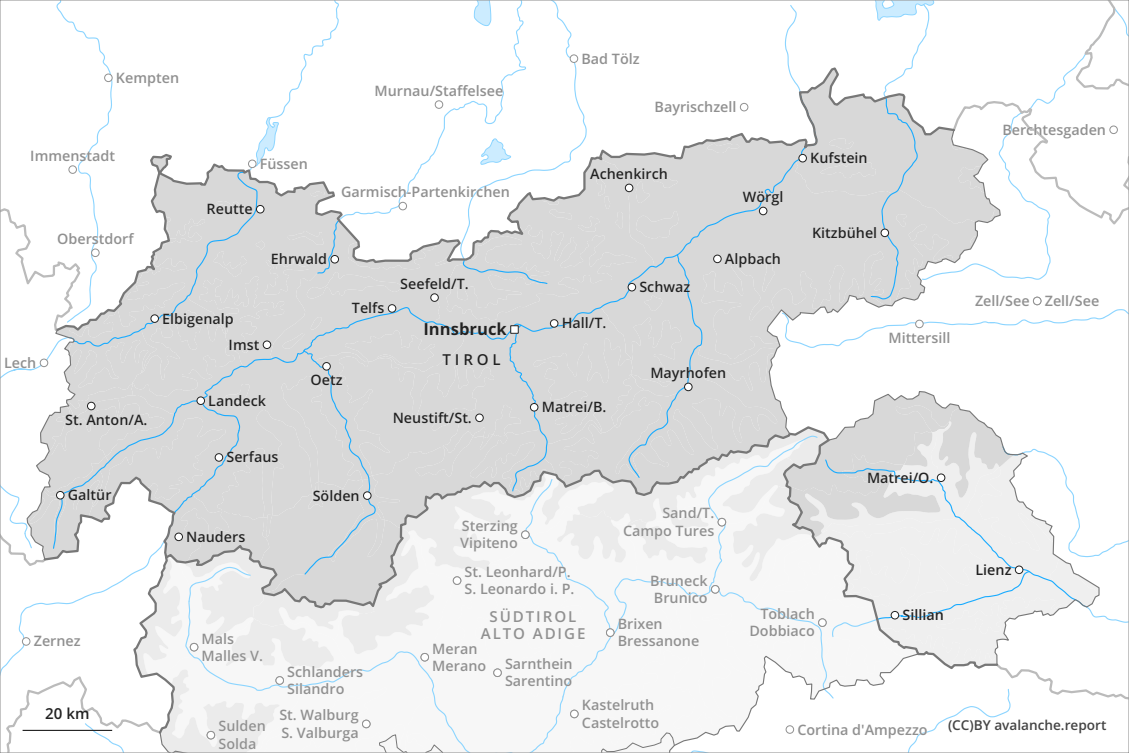 Kempten
Bad Tölz
Murnau/Staffelsee
Bayrischzell
Berchtesgaden
Immenstadt
Füssen
Kufstein
Achenkirch
Garmisch-Partenkirchen
Wörgl
Reutte
Oberstdorf
Kitzbühel
Ehrwald
Alpbach
Seefeld/T.
Schwaz
Zell/See
Zell/See
Telfs
Elbigenalp
Innsbruck
Hall/T.
Mittersill
Imst
TIROL
Lech
Oetz
Mayrhofen
Landeck
Matrei/B.
St. Anton/A.
Neustift/St.
Serfaus
Matrei/O.
Galtür
Sölden
Sand/T.
Campo Tures
Sterzing
Vipiteno
Nauders
Lienz
St. Leonhard/P.
S. Leonardo i. P.
Bruneck
Brunico
SÜDTIROL
ALTO ADIGE
Sillian
Toblach
Dobbiaco
Brixen
Bressanone
Zernez
Mals
Malles V.
Meran
Merano
Sarnthein
Sarentino
Schlanders
Silandro
Kastelruth
Castelrotto
20 km
St. Walburg
S. Valburga
Sulden
Solda
Cortina d'Ampezzo
(CC)BY avalanche.report